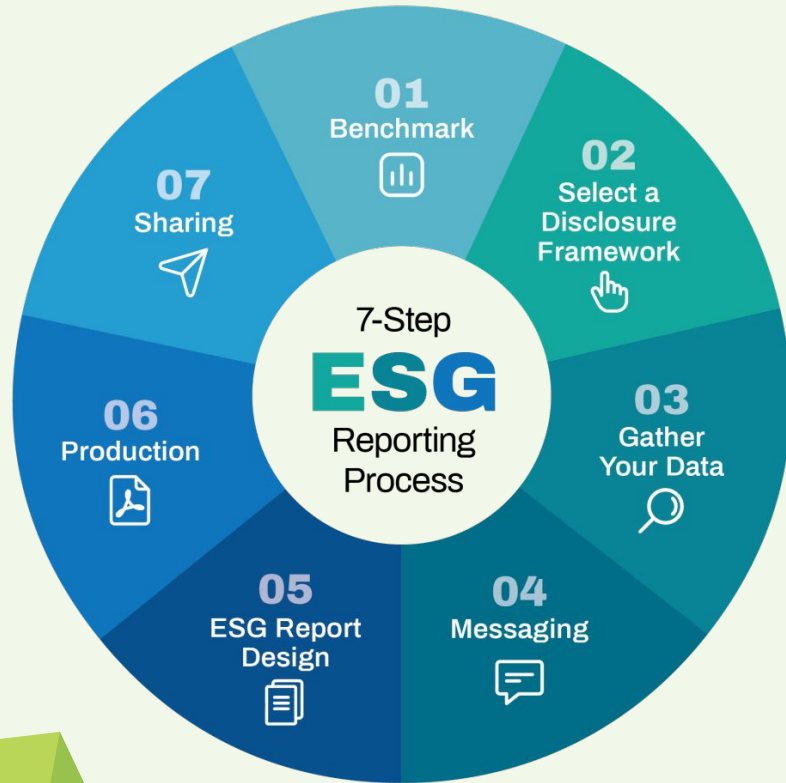 7-Step
ESG
Reporting
Process
01
Benchmark
02
Select a
Disclosure
Framework
03
Gather
Your Data
04
Messaging
05
ESG Report
Design
06
Production
07
Sharing